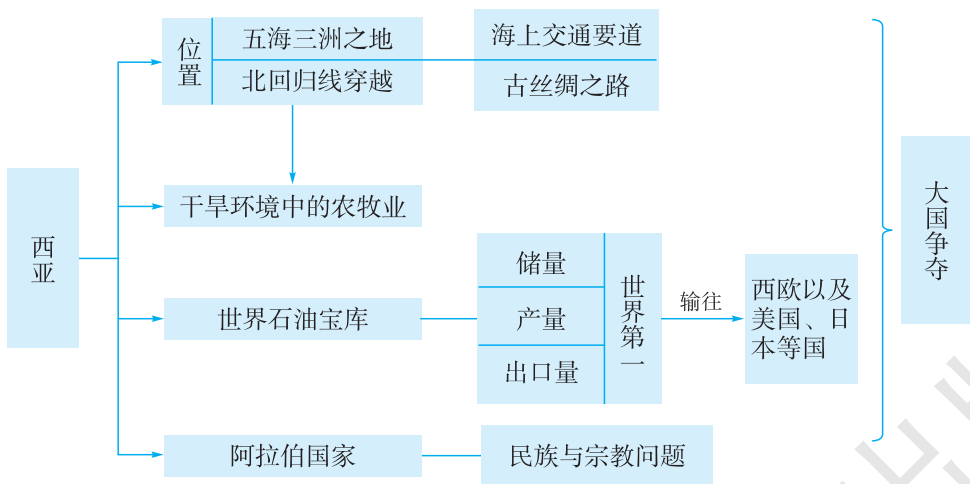 西亚
位置
五海三洲之地
北回归线穿越
海上交通要道
古丝绸之路
干旱环境中的农牧业
世界石油宝库
储量
产量
出口量
世界第一
输往
西欧以及
美国、日
本等国
阿拉伯国家
民族与宗教问题
大国争夺